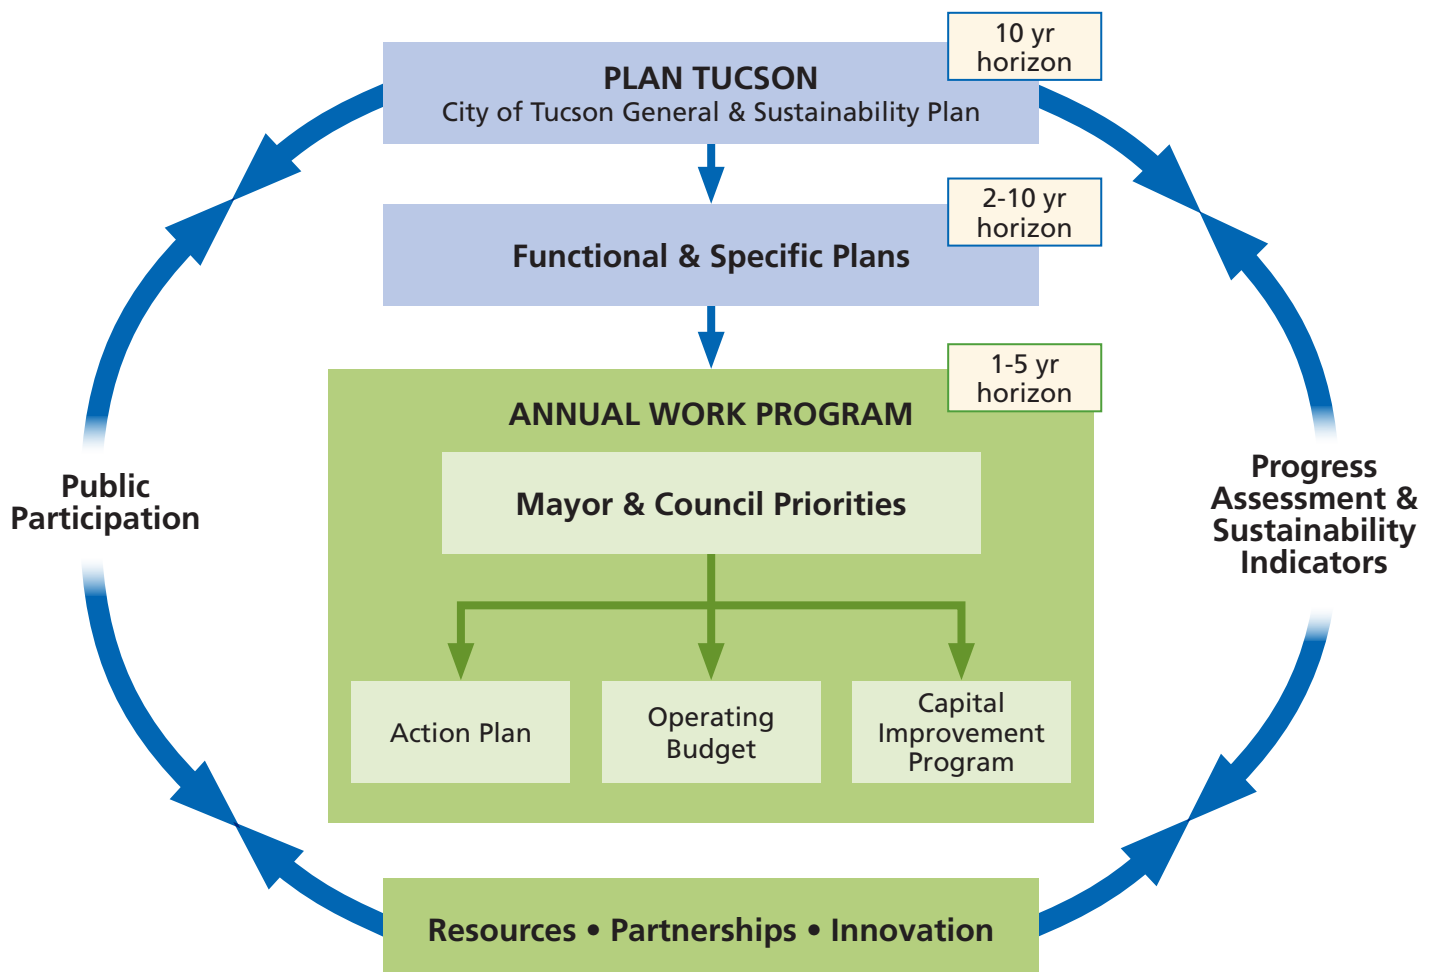 10 yr
horizon
PLAN TUCSON
City of Tucson General & Sustainability Plan
2-10 yr
horizon
Functional & Specific Plans
1-5 yr
horizon
ANNUAL WORK PROGRAM
Mayor & Council Priorities
Public
Participation
Progress
Assessment &
Sustainability
Indicators
Action Plan
Operating
Budget
Capital
Improvement
Program
Resources • Partnerships • Innovation